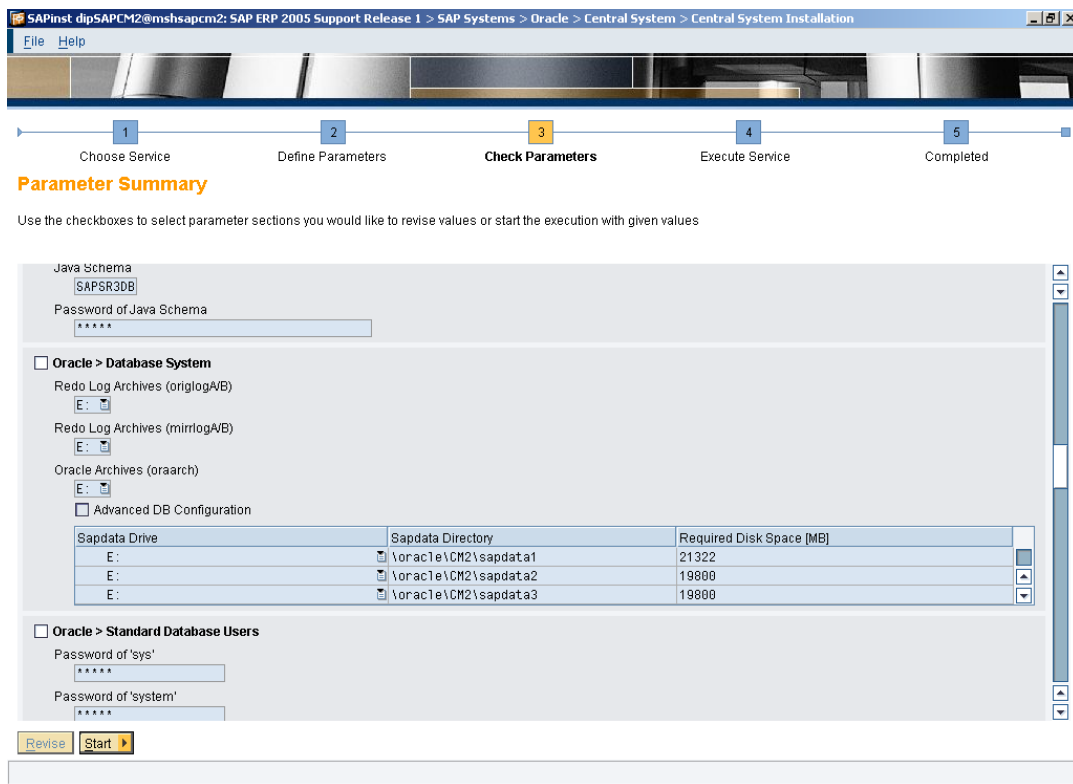 SAPinst dipSAPCM2@mshsapcm2: SAP ERP 2005 Support Release 1 > SAP Systems > Oracle > Central System > Central System Installation
File Help
1 2 3 4 5
Choose Service Define Parameters Check Parameters Execute Service Completed
Parameter Summary
Use the checkboxes to select parameter sections you would like to revise values or start the execution with given values
Java Schema
SAPSR3DB
Password of Java Schema
*****
Oracle > Database System
Redo Log Archives (origlogA/B)
E:
Redo Log Archives (mirrlogA/B)
E:
Oracle Archives (oraarch)
E:
Advanced DB Configuration
Sapdata Drive Sapdata Directory Required Disk Space [MB]
E: \oracle\CM2\sapdata1 21322
E: \oracle\CM2\sapdata2 19800
E: \oracle\CM2\sapdata3 19800
Oracle > Standard Database Users
Password of 'sys'
*****
Password of 'system'
*****
Revise Start